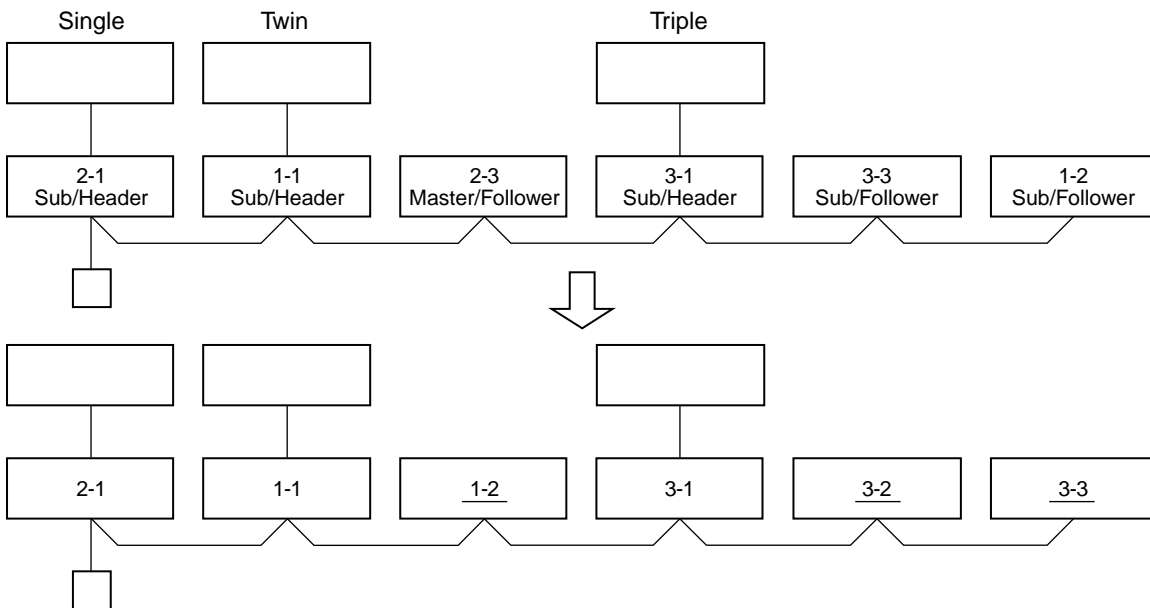 Single
Twin
Triple
2-1
Sub/Header
1-1
Sub/Header
2-3
Master/Follower
3-1
Sub/Header
3-3
Sub/Follower
1-2
Sub/Follower
2-1
1-1
1-2
3-1
3-2
3-3